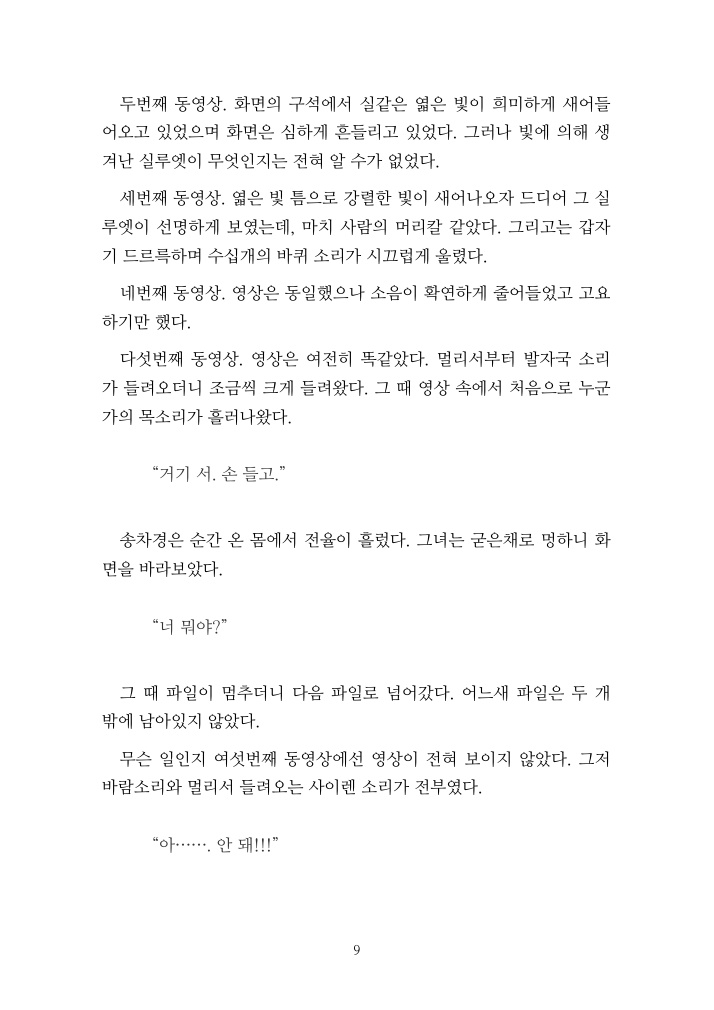 두번째 동영상. 화면의 구석에서 실같은 엷은 빛이 희미하게 새어들
어오고 있었으며 화면은 심하게 흔들리고 있었다. 그러나 빛에 의해 생
겨난 실루엣이 무엇인지는 전혀 알 수가 없었다.
세번째 동영상. 엷은 빛 틈으로 강렬한 빛이 새어나오자 드디어 그 실
루엣이 선명하게 보였는데, 마치 사람의 머리칼 같았다. 그리고는 갑자
기 드르륵하며 수십개의 바퀴 소리가 시끄럽게 울렸다.
네번째 동영상. 영상은 동일했으나 소음이 확연하게 줄어들었고 고요
하기만 했다.
다섯번째 동영상. 영상은 여전히 똑같았다. 멀리서부터 발자국 소리
가 들려오더니 조금씩 크게 들려왔다. 그 때 영상 속에서 처음으로 누군
가의 목소리가 흘러나왔다.
“거기 서. 손 들고.”
송차경은 순간 온 몸에서 전율이 흘렀다. 그녀는 굳은채로 멍하니 화
면을 바라보았다.
“너 뭐야?”
그 때 파일이 멈추더니 다음 파일로 넘어갔다. 어느새 파일은 두 개
밖에 남아있지 않았다.
무슨 일인지 여섯번째 동영상에선 영상이 전혀 보이지 않았다. 그저
바람소리와 멀리서 들려오는 사이렌 소리가 전부였다.
“아……. 안 돼!!!”
9